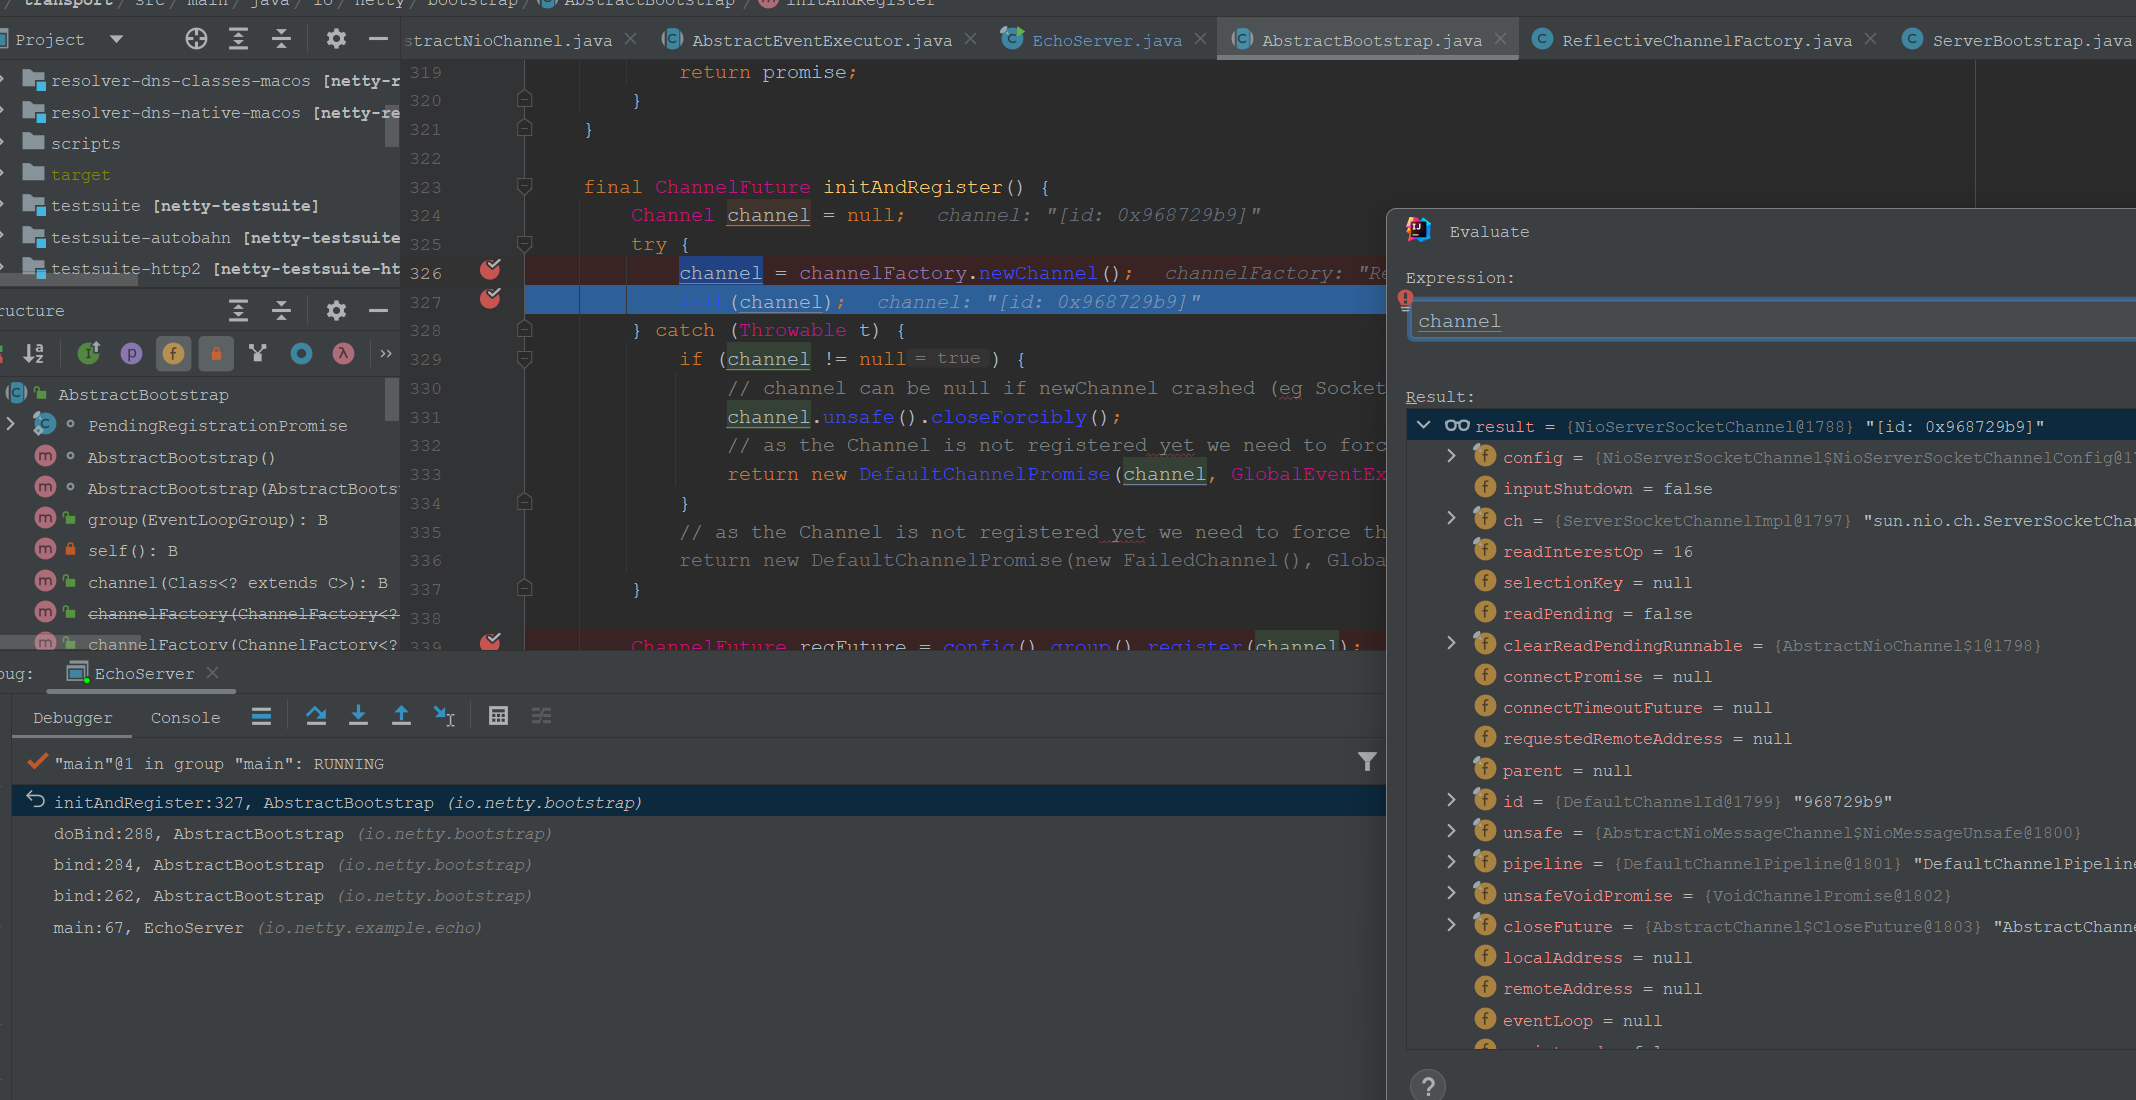 transport / src / main / java / io / netty / bootstrap / AbstractBootstrap / initAndRegister
Project
stractNioChannel.java
AbstractEventExecutor.java
EchoServer.java
AbstractBootstrap.java
ReflectiveChannelFactory.java
ServerBootstrap.java
resolver-dns-classes-macos [netty-r
resolver-dns-native-macos [netty-re
scripts
target
testsuite [netty-testsuite]
testsuite-autobahn [netty-testsuite
testsuite-http2 [netty-testsuite-ht
ructure
AbstractBootstrap
PendingRegistrationPromise
AbstractBootstrap()
AbstractBootstrap(AbstractBoots
group(EventLoopGroup): B
self(): B
channel(Class<? extends C>): B
channelFactory(ChannelFactory<?
channelFactory(ChannelFactory<?
319 return promise;
320 }
321 }
322
323 final ChannelFuture initAndRegister() {
324 Channel channel = null; channel: "[id: 0x968729b9]"
325 try {
326 channel = channelFactory.newChannel(); channelFactory: "Re
327 (channel); channel: "[id: 0x968729b9]"
328 } catch (Throwable t) {
329 if (channel != null = true ) {
330 // channel can be null if newChannel crashed (eg Socket
331 channel.unsafe().closeForcibly();
332 // as the Channel is not registered yet we need to forc
333 return new DefaultChannelPromise(channel, GlobalEventEx
334 }
335 // as the Channel is not registered yet we need to force th
336 return new DefaultChannelPromise(new FailedChannel(), Globa
337 }
338
339 ChannelFuture regFuture = config().group().register(channel);
Evaluate
Expression:
channel
Result:
result = {NioServerSocketChannel@1788} "[id: 0x968729b9]"
config = {NioServerSocketChannel$NioServerSocketChannelConfig@17
inputShutdown = false
ch = {ServerSocketChannelImpl@1797} "sun.nio.ch.ServerSocketChan
readInterestOp = 16
selectionKey = null
readPending = false
clearReadPendingRunnable = {AbstractNioChannel$1@1798}
connectPromise = null
connectTimeoutFuture = null
requestedRemoteAddress = null
parent = null
id = {DefaultChannelId@1799} "968729b9"
unsafe = {AbstractNioMessageChannel$NioMessageUnsafe@1800}
pipeline = {DefaultChannelPipeline@1801} "DefaultChannelPipeline
unsafeVoidPromise = {VoidChannelPromise@1802}
closeFuture = {AbstractChannel$CloseFuture@1803} "AbstractChanne
localAddress = null
remoteAddress = null
eventLoop = null
?
bug: EchoServer
Debugger Console
"main"@1 in group "main": RUNNING
initAndRegister:327, AbstractBootstrap (io.netty.bootstrap)
doBind:288, AbstractBootstrap (io.netty.bootstrap)
bind:284, AbstractBootstrap (io.netty.bootstrap)
bind:262, AbstractBootstrap (io.netty.bootstrap)
main:67, EchoServer (io.netty.example.echo)